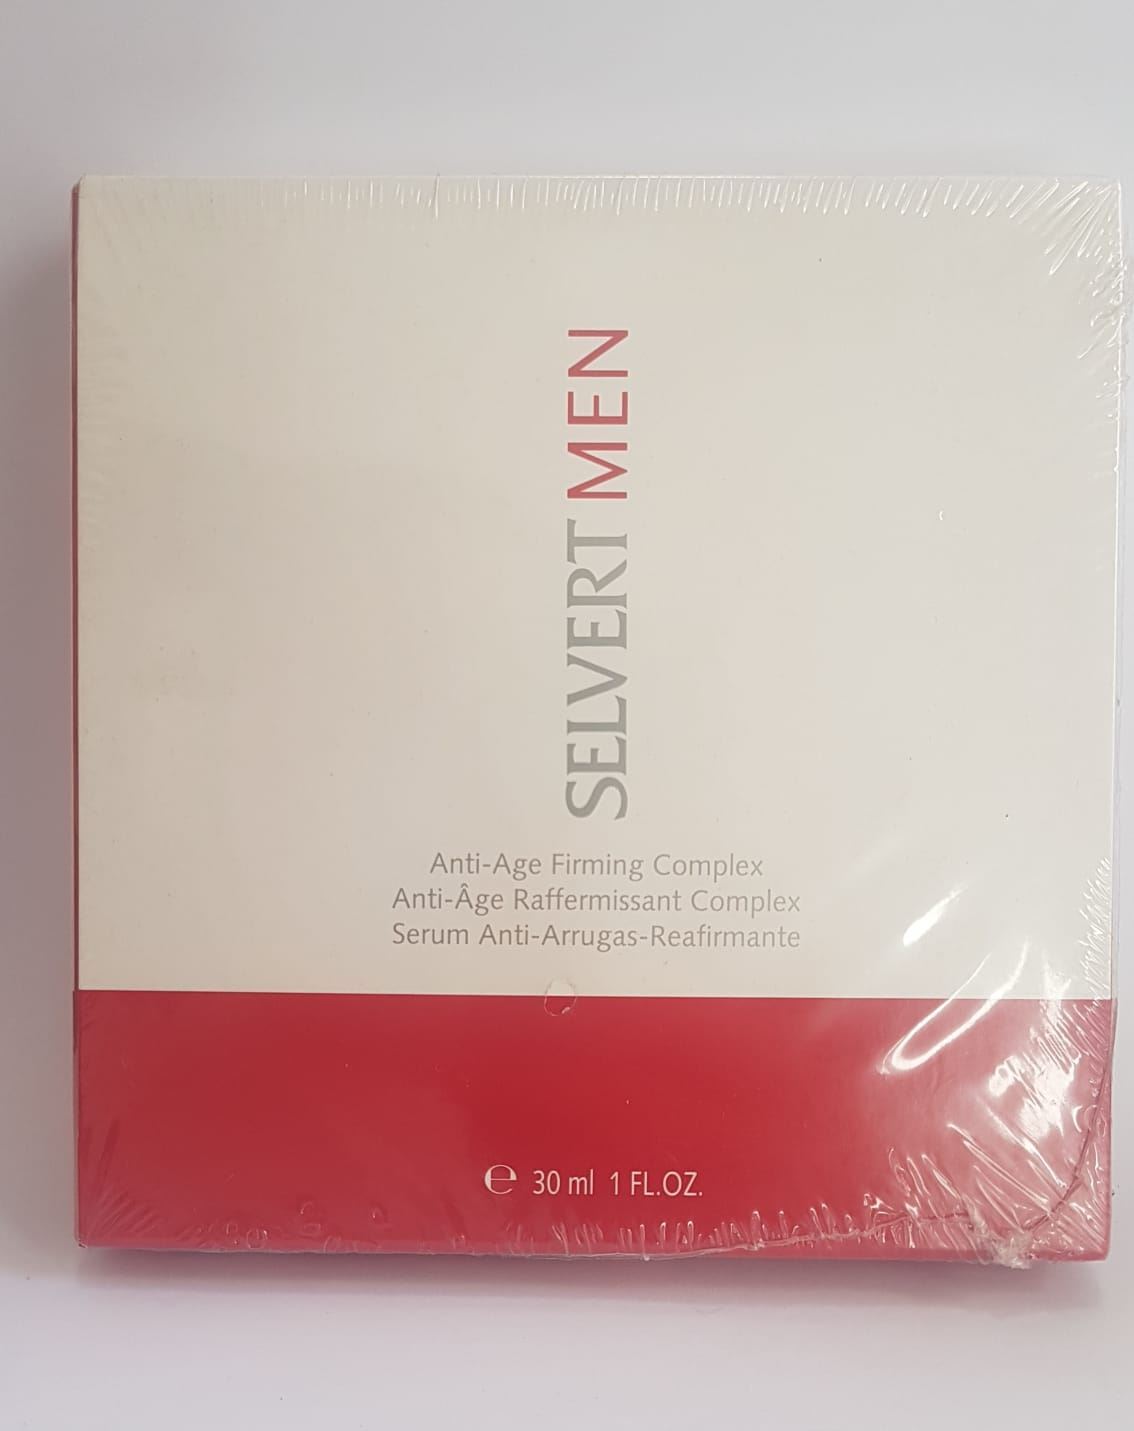 SELVERT MEN
Anti-Age Firming Complex
Anti-Âge Raffermissant Complex
Serum Anti-Arrugas-Reafirmante
℮ 30 ml 1 FL.OZ.